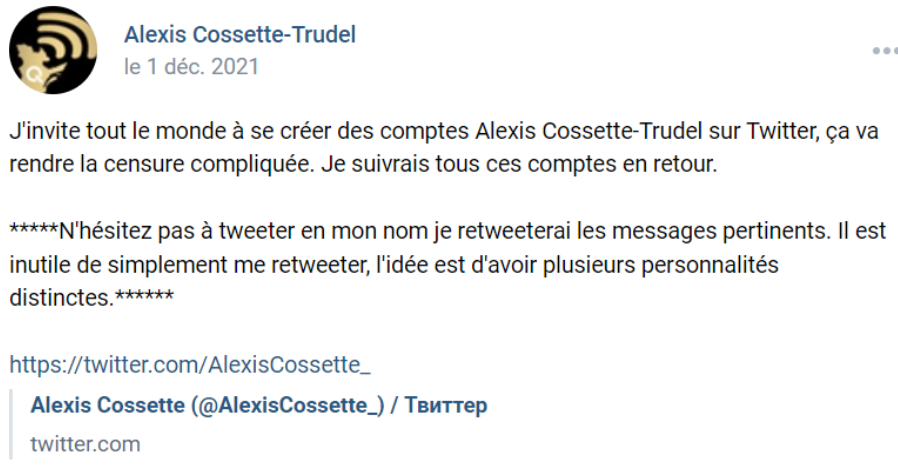 Alexis Cossette-Trudel
le 1 déc. 2021
J'invite tout le monde à se créer des comptes Alexis Cossette-Trudel sur Twitter, ça va
rendre la censure compliquée. Je suivrais tous ces comptes en retour.
*****N'hésitez pas à tweeter en mon nom je retweeterai les messages pertinents. Il est
inutile de simplement me retweeter, l'idée est d'avoir plusieurs personnalités
distinctes.******
https://twitter.com/AlexisCossette_
Alexis Cossette (@AlexisCossette_) / Твиттер
twitter.com
Q